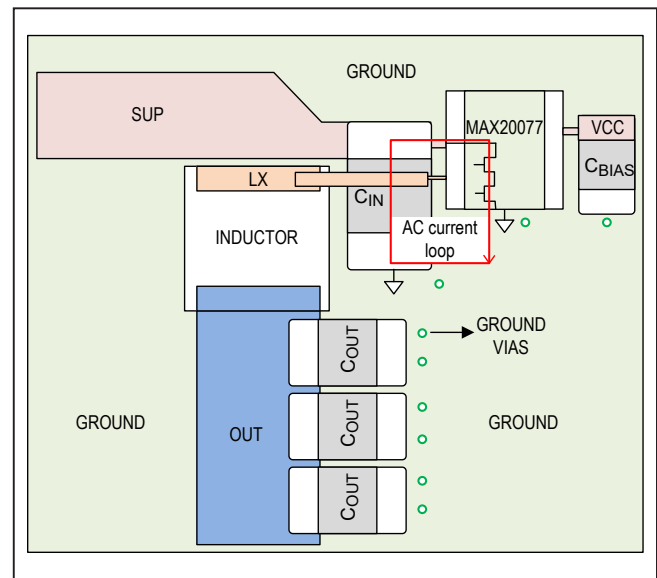 GROUND
SUP
MAX20077
VCC
CBIAS
LX
CIN
AC current
loop
INDUCTOR
COUT
GROUND
VIAS
GROUND
OUT
COUT
GROUND
COUT